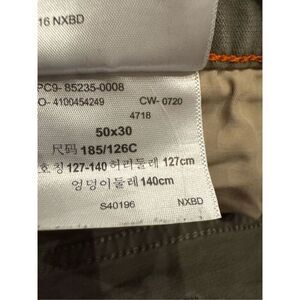 16 NXBD
PC9- 85235-0008
O- 4100454249 CW- 0720
4718
50x30
尺码 185/126C
호칭 127-140 허리둘레 127cm
엉덩이둘레 140cm
S40196 NXBD